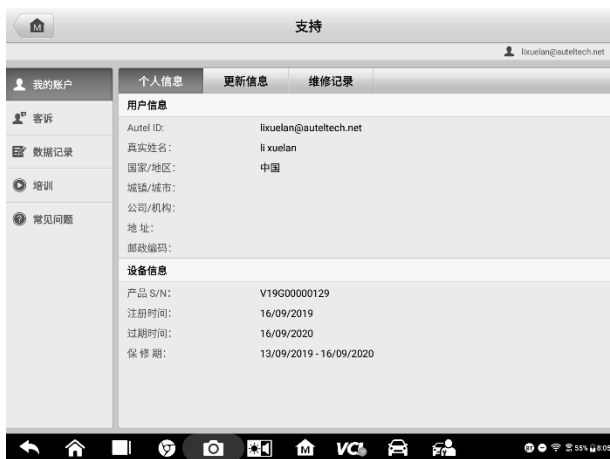 支持
lixuelan@auteltech.net
我的账户
客诉
数据记录
培训
常见问题
个人信息 更新信息 维修记录
用户信息
Autel ID: lixuelan@auteltech.net
真实姓名: li xuelan
国家/地区: 中国
城镇/城市:
公司/机构:
地 址:
邮政编码:
设备信息
产品 S/N: V19G00000129
注册时间: 16/09/2019
过期时间: 16/09/2020
保 修 期: 13/09/2019 - 16/09/2020
VCI
55% 8:05